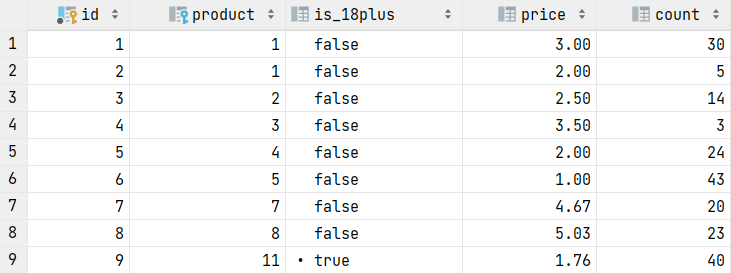 id product is_18plus price count
1 1 1 false 3.00 30
2 2 1 false 2.00 5
3 3 2 false 2.50 14
4 4 3 false 3.50 3
5 5 4 false 2.00 24
6 6 5 false 1.00 43
7 7 7 false 4.67 20
8 8 8 false 5.03 23
9 9 11 • true 1.76 40